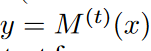 y = M^{(t)}(x)